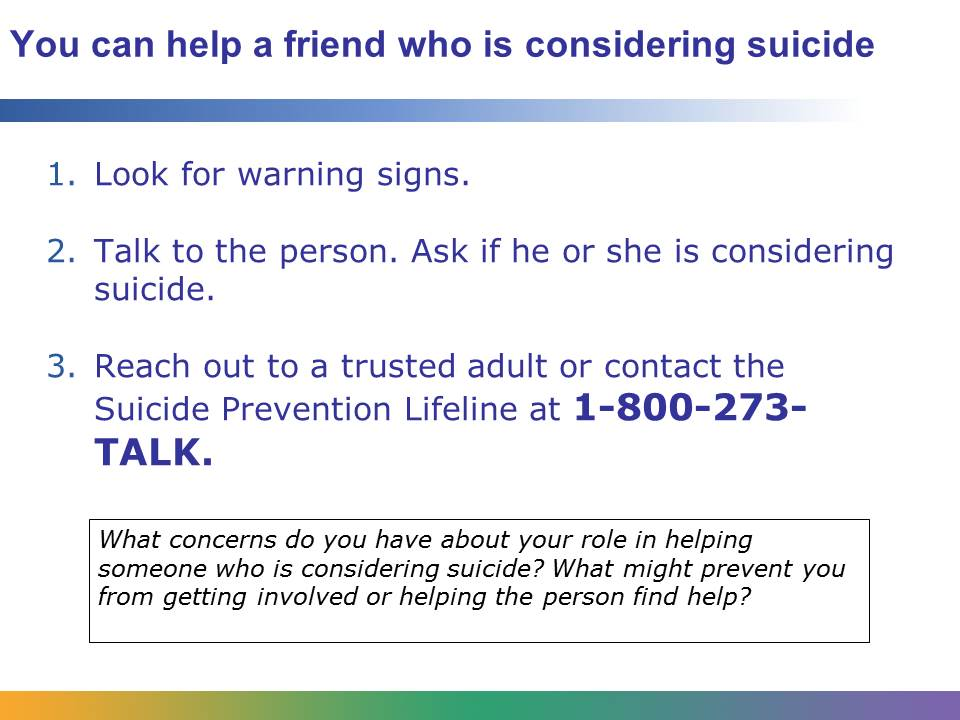 You can help a friend who is considering suicide
1. Look for warning signs.
2. Talk to the person. Ask if he or she is considering
suicide.
3. Reach out to a trusted adult or contact the
Suicide Prevention Lifeline at 1-800-273-
TALK.
What concerns do you have about your role in helping
someone who is considering suicide? What might prevent you
from getting involved or helping the person find help?